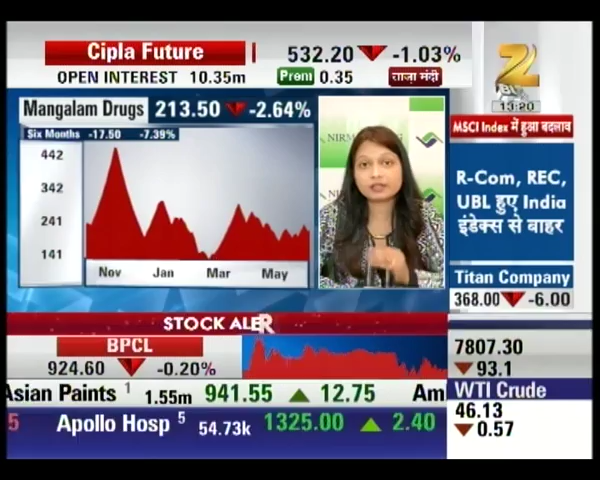 Cipla Future
532.20 -1.03%
OPEN INTEREST 10.35m Prem 0.35 ताज़ा मंदी
Z
13:20
Mangalam Drugs 213.50 -2.64%
Six Months -17.50 -7.39%
442
342
241
141
Nov Jan Mar May
NIRM
MSCI Index में हुआ बदलाव
R-Com, REC,
UBL हुए India
इंडेक्स से बाहर
Titan Company
368.00 -6.00
STOCK ALER
BPCL
924.60 -0.20%
7807.30
93.1
Asian Paints 1 1.55m 941.55 12.75 Am
WTI Crude
46.13
0.57
5 Apollo Hosp 5 54.73k 1325.00 2.40